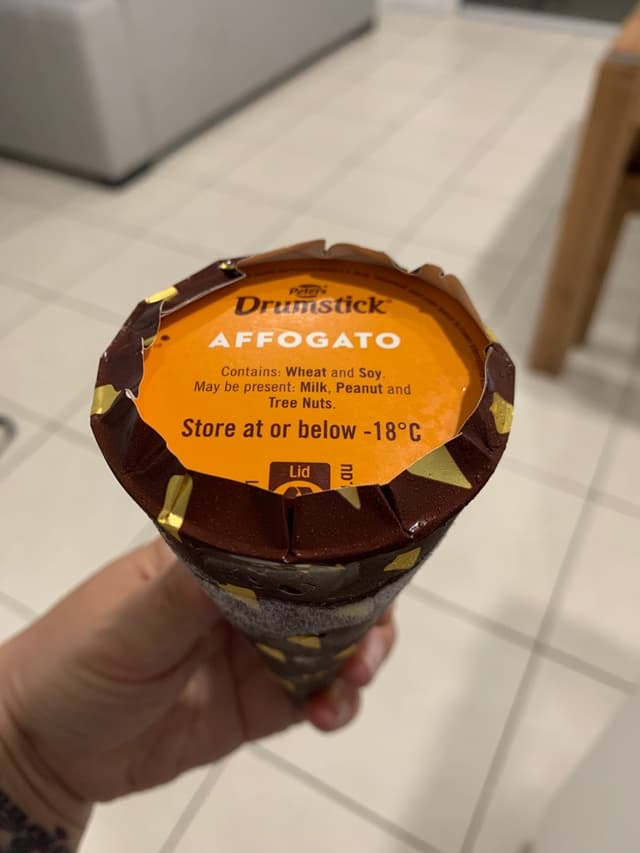 Peters
Drumstick
AFFOGATO
Contains: Wheat and Soy.
May be present: Milk, Peanut and
Tree Nuts.
Store at or below -18°C
Lid